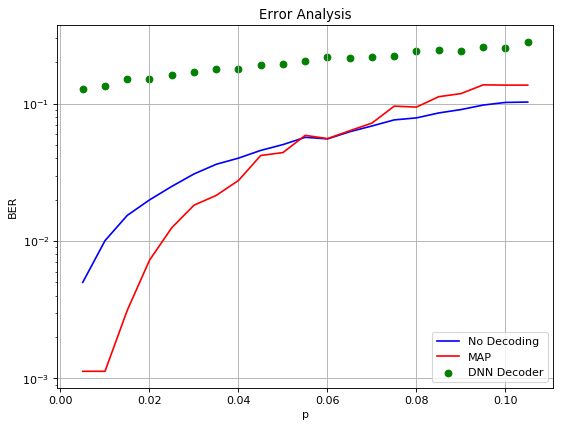 Error Analysis
BER
10⁻¹
10⁻²
10⁻³
0.00 0.02 0.04 0.06 0.08 0.10
p
No Decoding
MAP
DNN Decoder